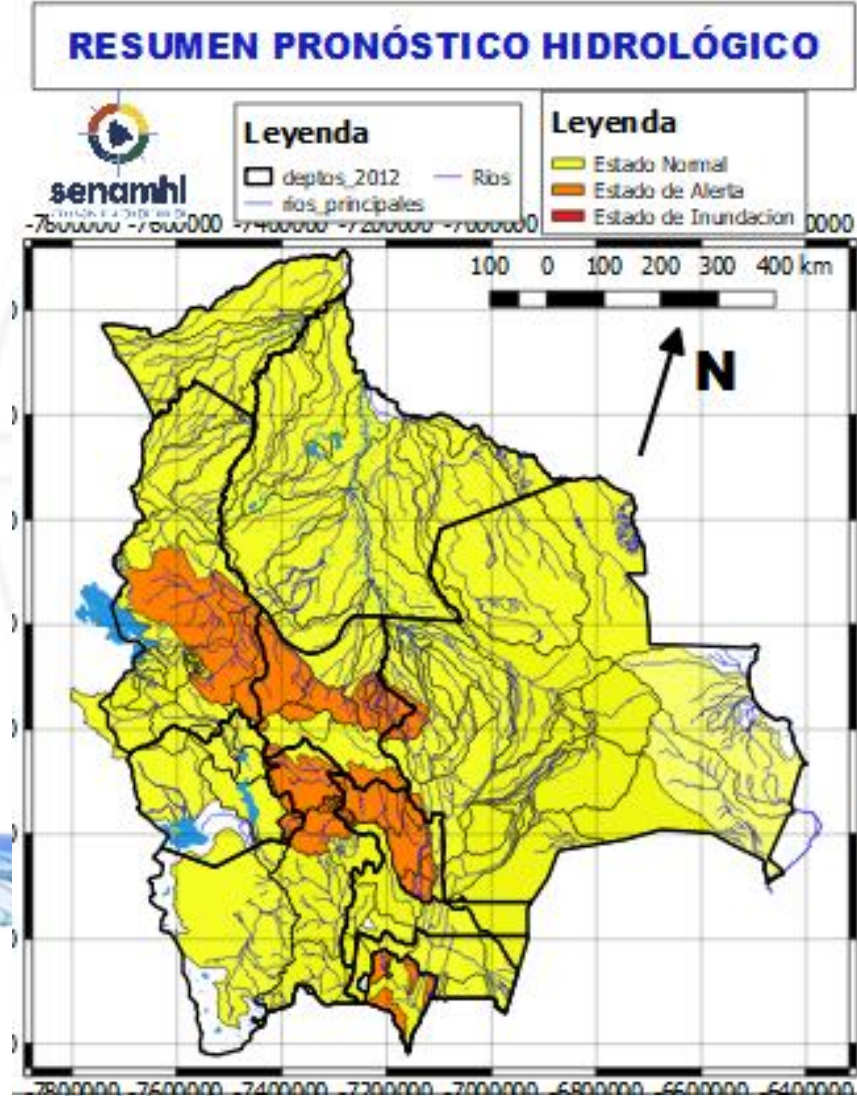 RESUMEN PRONÓSTICO HIDROLÓGICO
senamhi
Leyenda
deptos_2012
Rios
rios_principales
Leyenda
Estado Normal
Estado de Alerta
Estado de Inundacion
-7800000 -7600000 -7400000 -7200000 -7000000
100 0 100 200 300 400 km
N
-7800000 -7600000 -7400000 -7200000 -7000000 -6800000 -6600000 -6400000